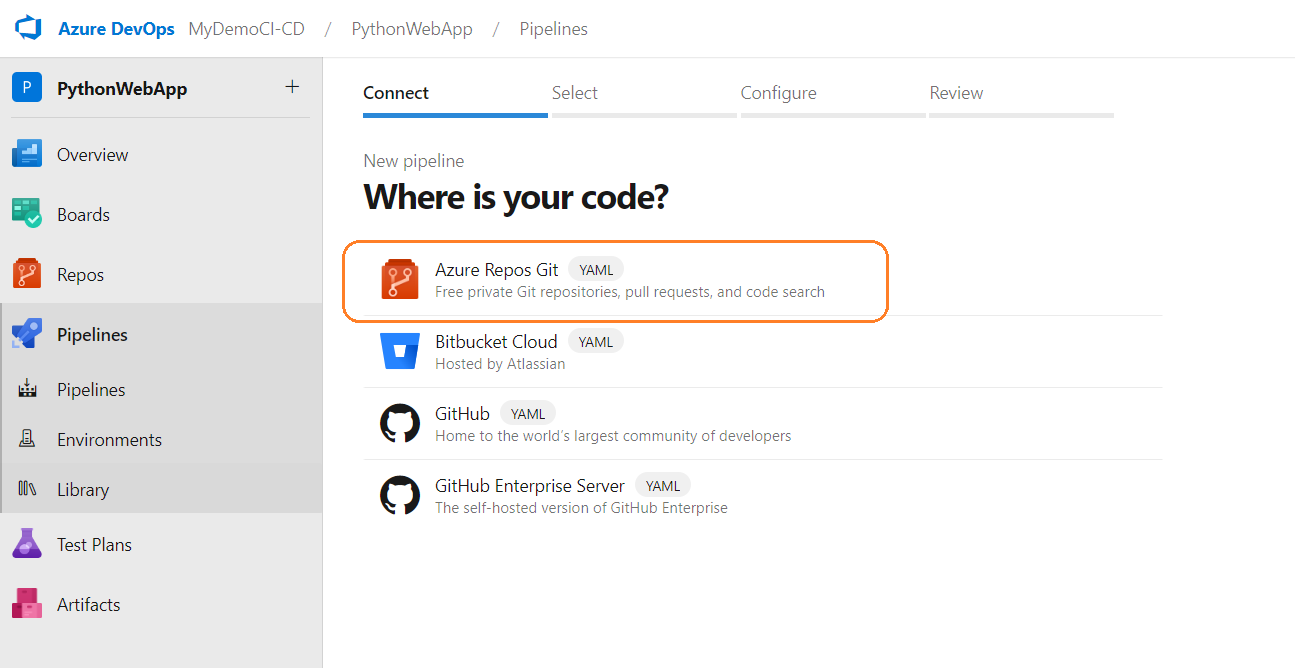 Azure DevOps MyDemoCI-CD / PythonWebApp / Pipelines
P PythonWebApp +
Overview
Boards
Repos
Pipelines
Pipelines
Environments
Library
Test Plans
Artifacts
Connect Select Configure Review
New pipeline
Where is your code?
Azure Repos Git YAML
Free private Git repositories, pull requests, and code search
Bitbucket Cloud YAML
Hosted by Atlassian
GitHub YAML
Home to the world's largest community of developers
GitHub Enterprise Server YAML
The self-hosted version of GitHub Enterprise